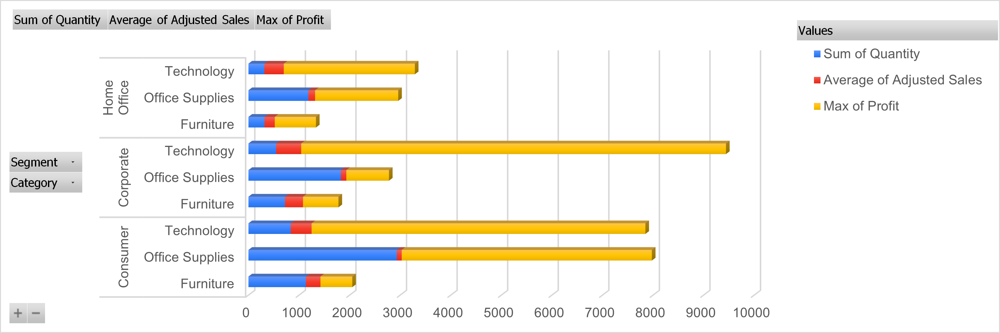 Sum of Quantity Average of Adjusted Sales Max of Profit
Values
Sum of Quantity
Average of Adjusted Sales
Max of Profit
Home
Office
Technology
Office Supplies
Furniture
Corporate
Technology
Office Supplies
Furniture
Consumer
Technology
Office Supplies
Furniture
Segment
Category
0 1000 2000 3000 4000 5000 6000 7000 8000 9000 10000